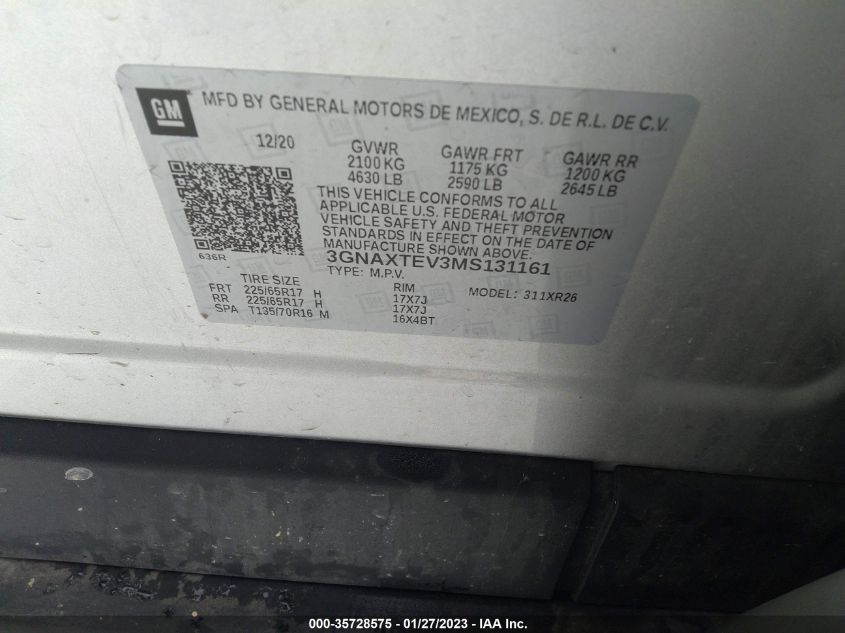 GM
MFD BY GENERAL MOTORS DE MEXICO, S. DE R.L. DE C.V.
12/20 GVWR GAWR FRT GAWR RR
2100 KG 1175 KG 1200 KG
4630 LB 2590 LB 2645 LB
THIS VEHICLE CONFORMS TO ALL
APPLICABLE U.S. FEDERAL MOTOR
VEHICLE SAFETY AND THEFT PREVENTION
STANDARDS IN EFFECT ON THE DATE OF
MANUFACTURE SHOWN ABOVE.
636R
3GNAXTEV3MS131161
TYPE: M.P.V.
TIRE SIZE RIM MODEL: 311XR26
FRT 225/65R17 H 17X7J
RR 225/65R17 H 17X7J
SPA T135/70R16 M 16X4BT
000-35728575 — 01/27/2023 — IAA Inc.